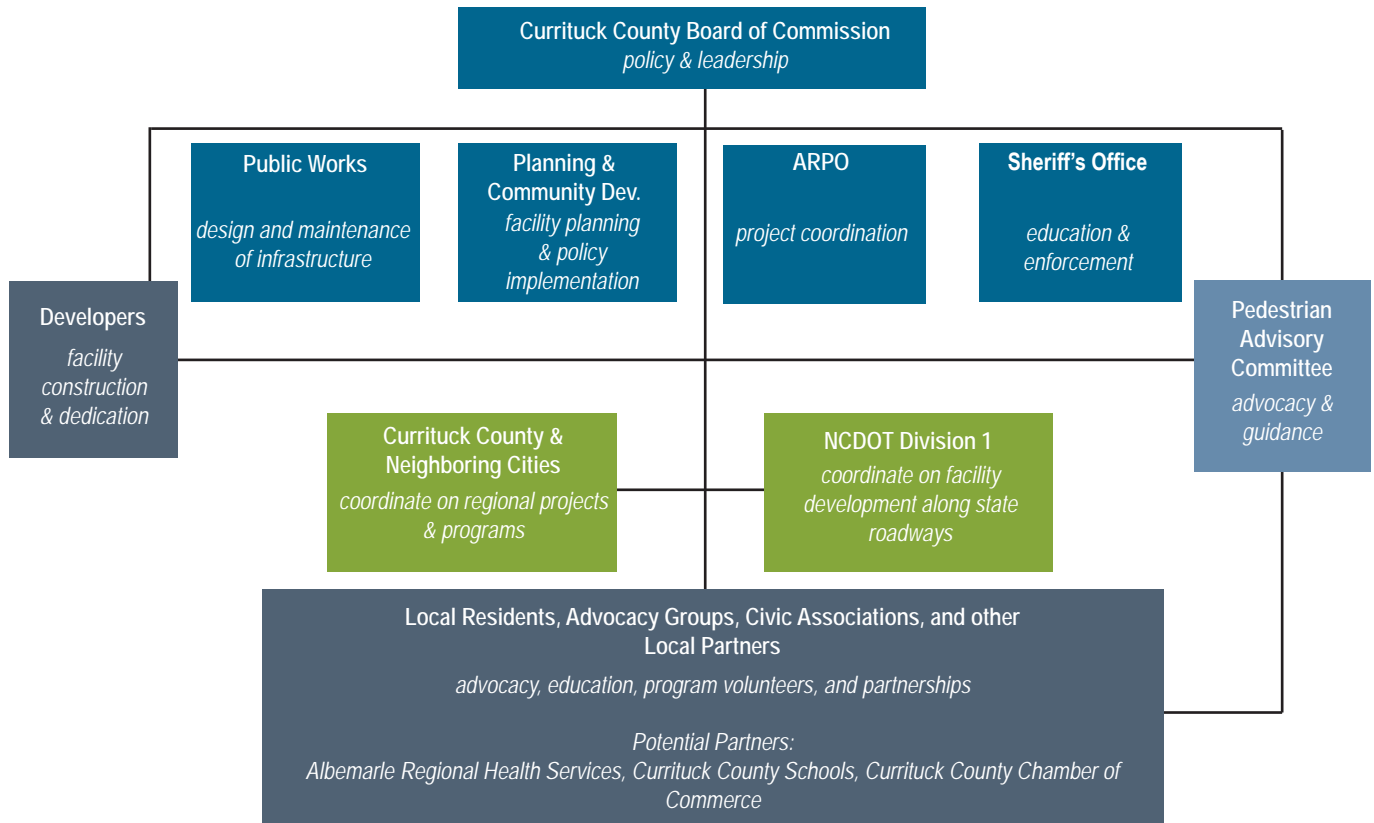 Currituck County Board of Commission
policy & leadership
Public Works
design and maintenance
of infrastructure
Planning &
Community Dev.
facility planning
& policy
implementation
ARPO
project coordination
Sheriff's Office
education &
enforcement
Developers
facility
construction
& dedication
Pedestrian
Advisory
Committee
advocacy &
guidance
Currituck County &
Neighboring Cities
coordinate on regional projects
& programs
NCDOT Division 1
coordinate on facility
development along state
roadways
Local Residents, Advocacy Groups, Civic Associations, and other
Local Partners
advocacy, education, program volunteers, and partnerships
Potential Partners:
Albemarle Regional Health Services, Currituck County Schools, Currituck County Chamber of
Commerce